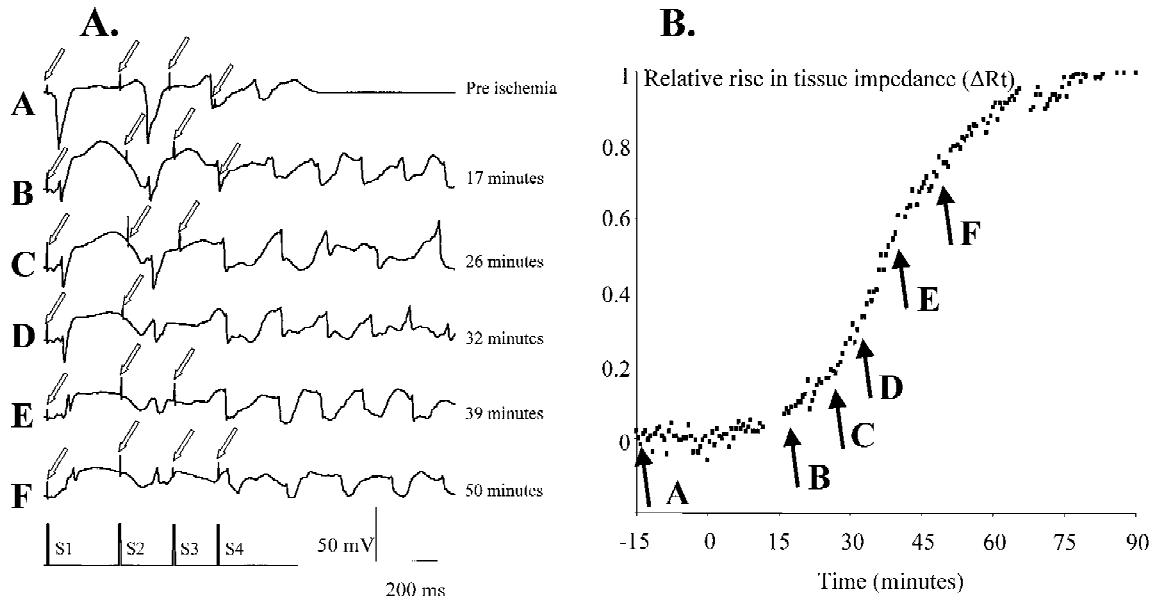 A.
A Pre ischemia
B 17 minutes
C 26 minutes
D 32 minutes
E 39 minutes
F 50 minutes
S1 S2 S3 S4 50 mV
200 ms
B.
1 Relative rise in tissue impedance (ΔRt)
0.8
0.6
0.4
0.2
0
F
E
D
C
B
A
-15 0 15 30 45 60 75 90
Time (minutes)